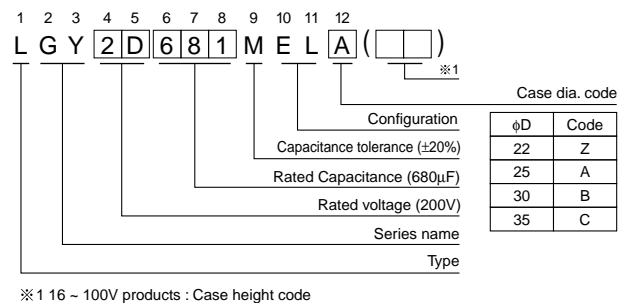 1 2 3 4 5 6 7 8 9 10 11 12
L G Y 2 D 6 8 1 M E L A ( )
※1
Case dia. code
Configuration
Capacitance tolerance (±20%)
Rated Capacitance (680µF)
Rated voltage (200V)
Series name
Type
ϕD Code
22 Z
25 A
30 B
35 C
※1 16 ~ 100V products : Case height code